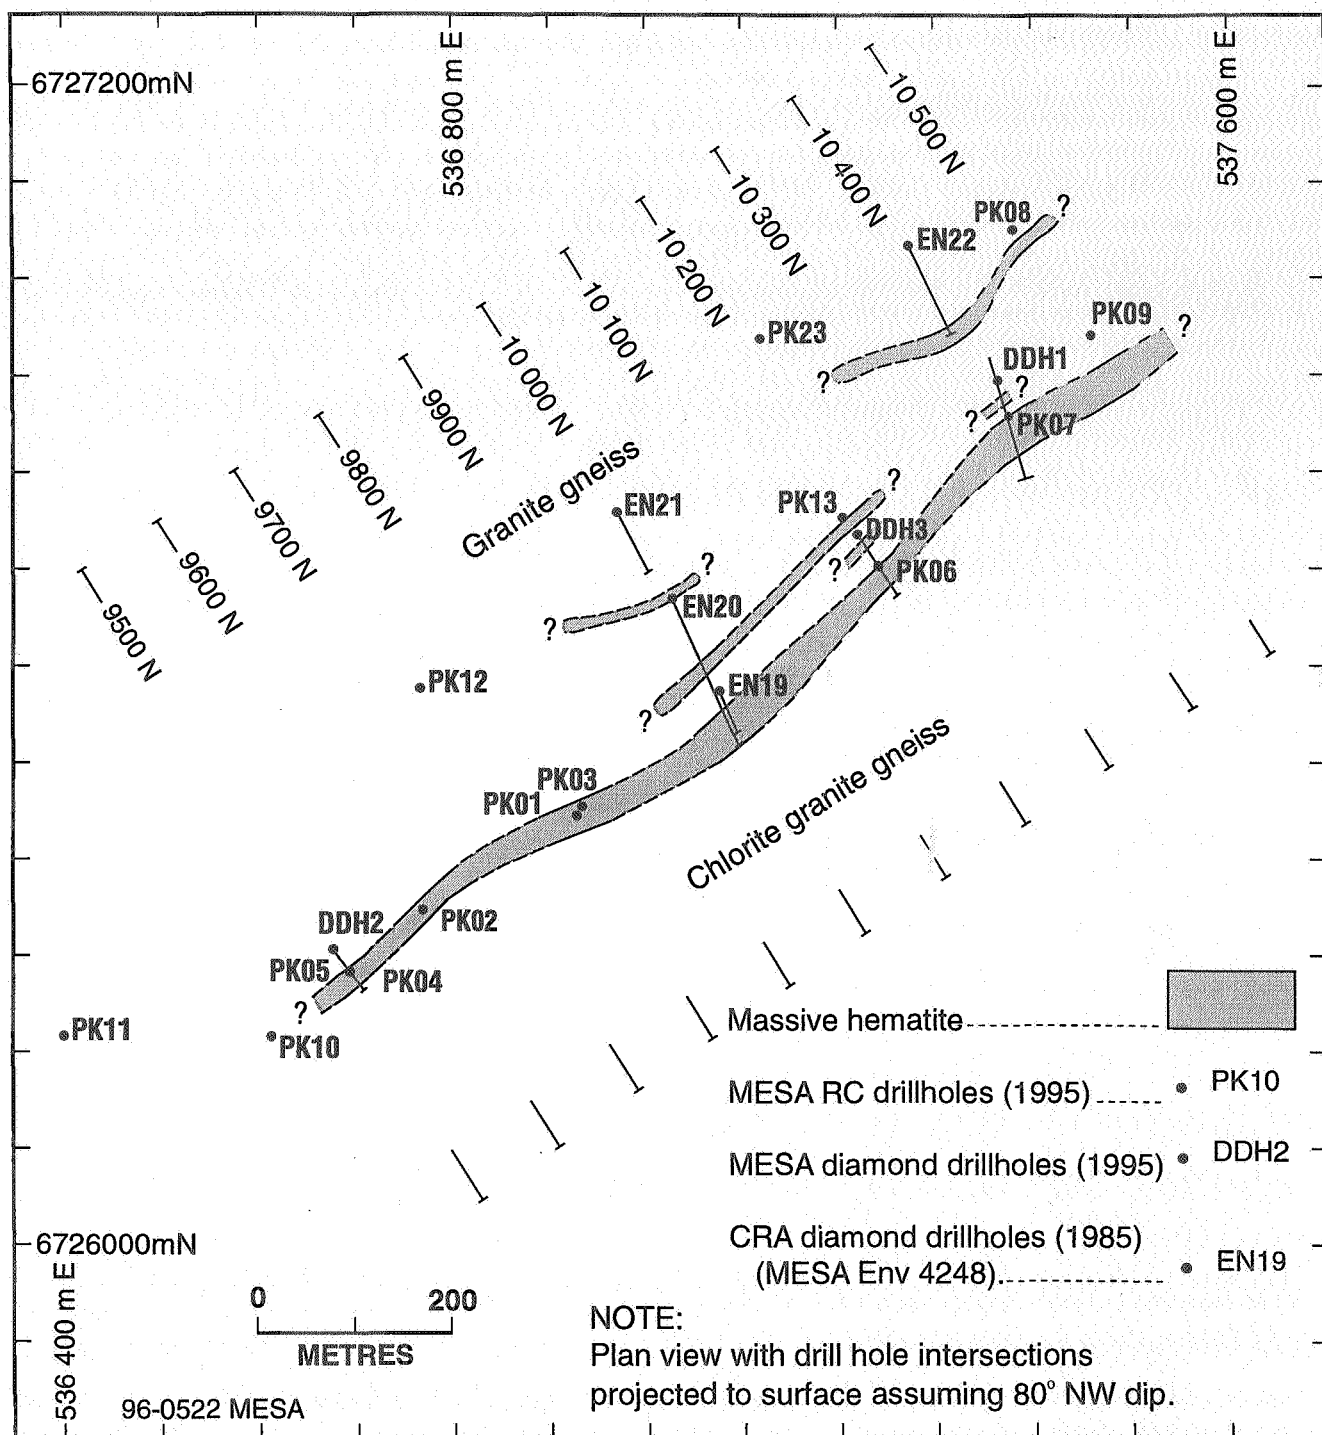 6727200mN
536 800 m E
537 600 m E
10 500 N
10 400 N
10 300 N
10 200 N
10 100 N
10 000 N
9900 N
9800 N
9700 N
9600 N
9500 N
PK08
?
EN22
PK23
PK09
?
DDH1
?
?
?
PK07
Granite gneiss
EN21
PK13
?
DDH3
?
PK06
?
EN20
?
PK12
EN19
?
PK03
PK01
Chlorite granite gneiss
DDH2
PK02
PK05
PK04
?
PK11
PK10
Massive hematite
MESA RC drillholes (1995)
PK10
MESA diamond drillholes (1995)
DDH2
CRA diamond drillholes (1985)
(MESA Env 4248).
EN19
6726000mN
536 400 m E
0 200
METRES
NOTE:
Plan view with drill hole intersections
projected to surface assuming 80° NW dip.
96-0522 MESA